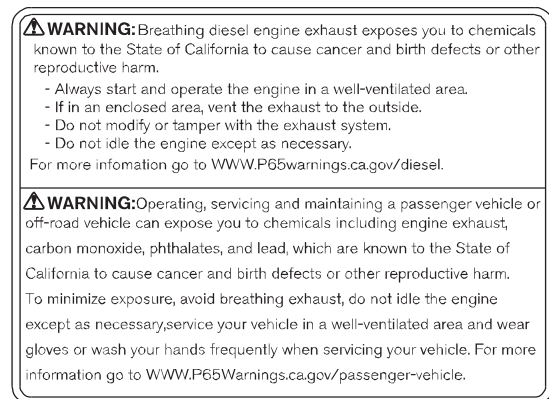 ⚠ WARNING: Breathing diesel engine exhaust exposes you to chemicals
known to the State of California to cause cancer and birth defects or other
reproductive harm.
- Always start and operate the engine in a well-ventilated area.
- If in an enclosed area, vent the exhaust to the outside.
- Do not modify or tamper with the exhaust system.
- Do not idle the engine except as necessary.
For more infomation go to WWW.P65warnings.ca.gov/diesel.
⚠ WARNING:Operating, servicing and maintaining a passenger vehicle or
off-road vehicle can expose you to chemicals including engine exhaust,
carbon monoxide, phthalates, and lead, which are known to the State of
California to cause cancer and birth defects or other reproductive harm.
To minimize exposure, avoid breathing exhaust, do not idle the engine
except as necessary,service your vehicle in a well-ventilated area and wear
gloves or wash your hands frequently when servicing your vehicle. For more
information go to WWW.P65Warnings.ca.gov/passenger-vehicle.